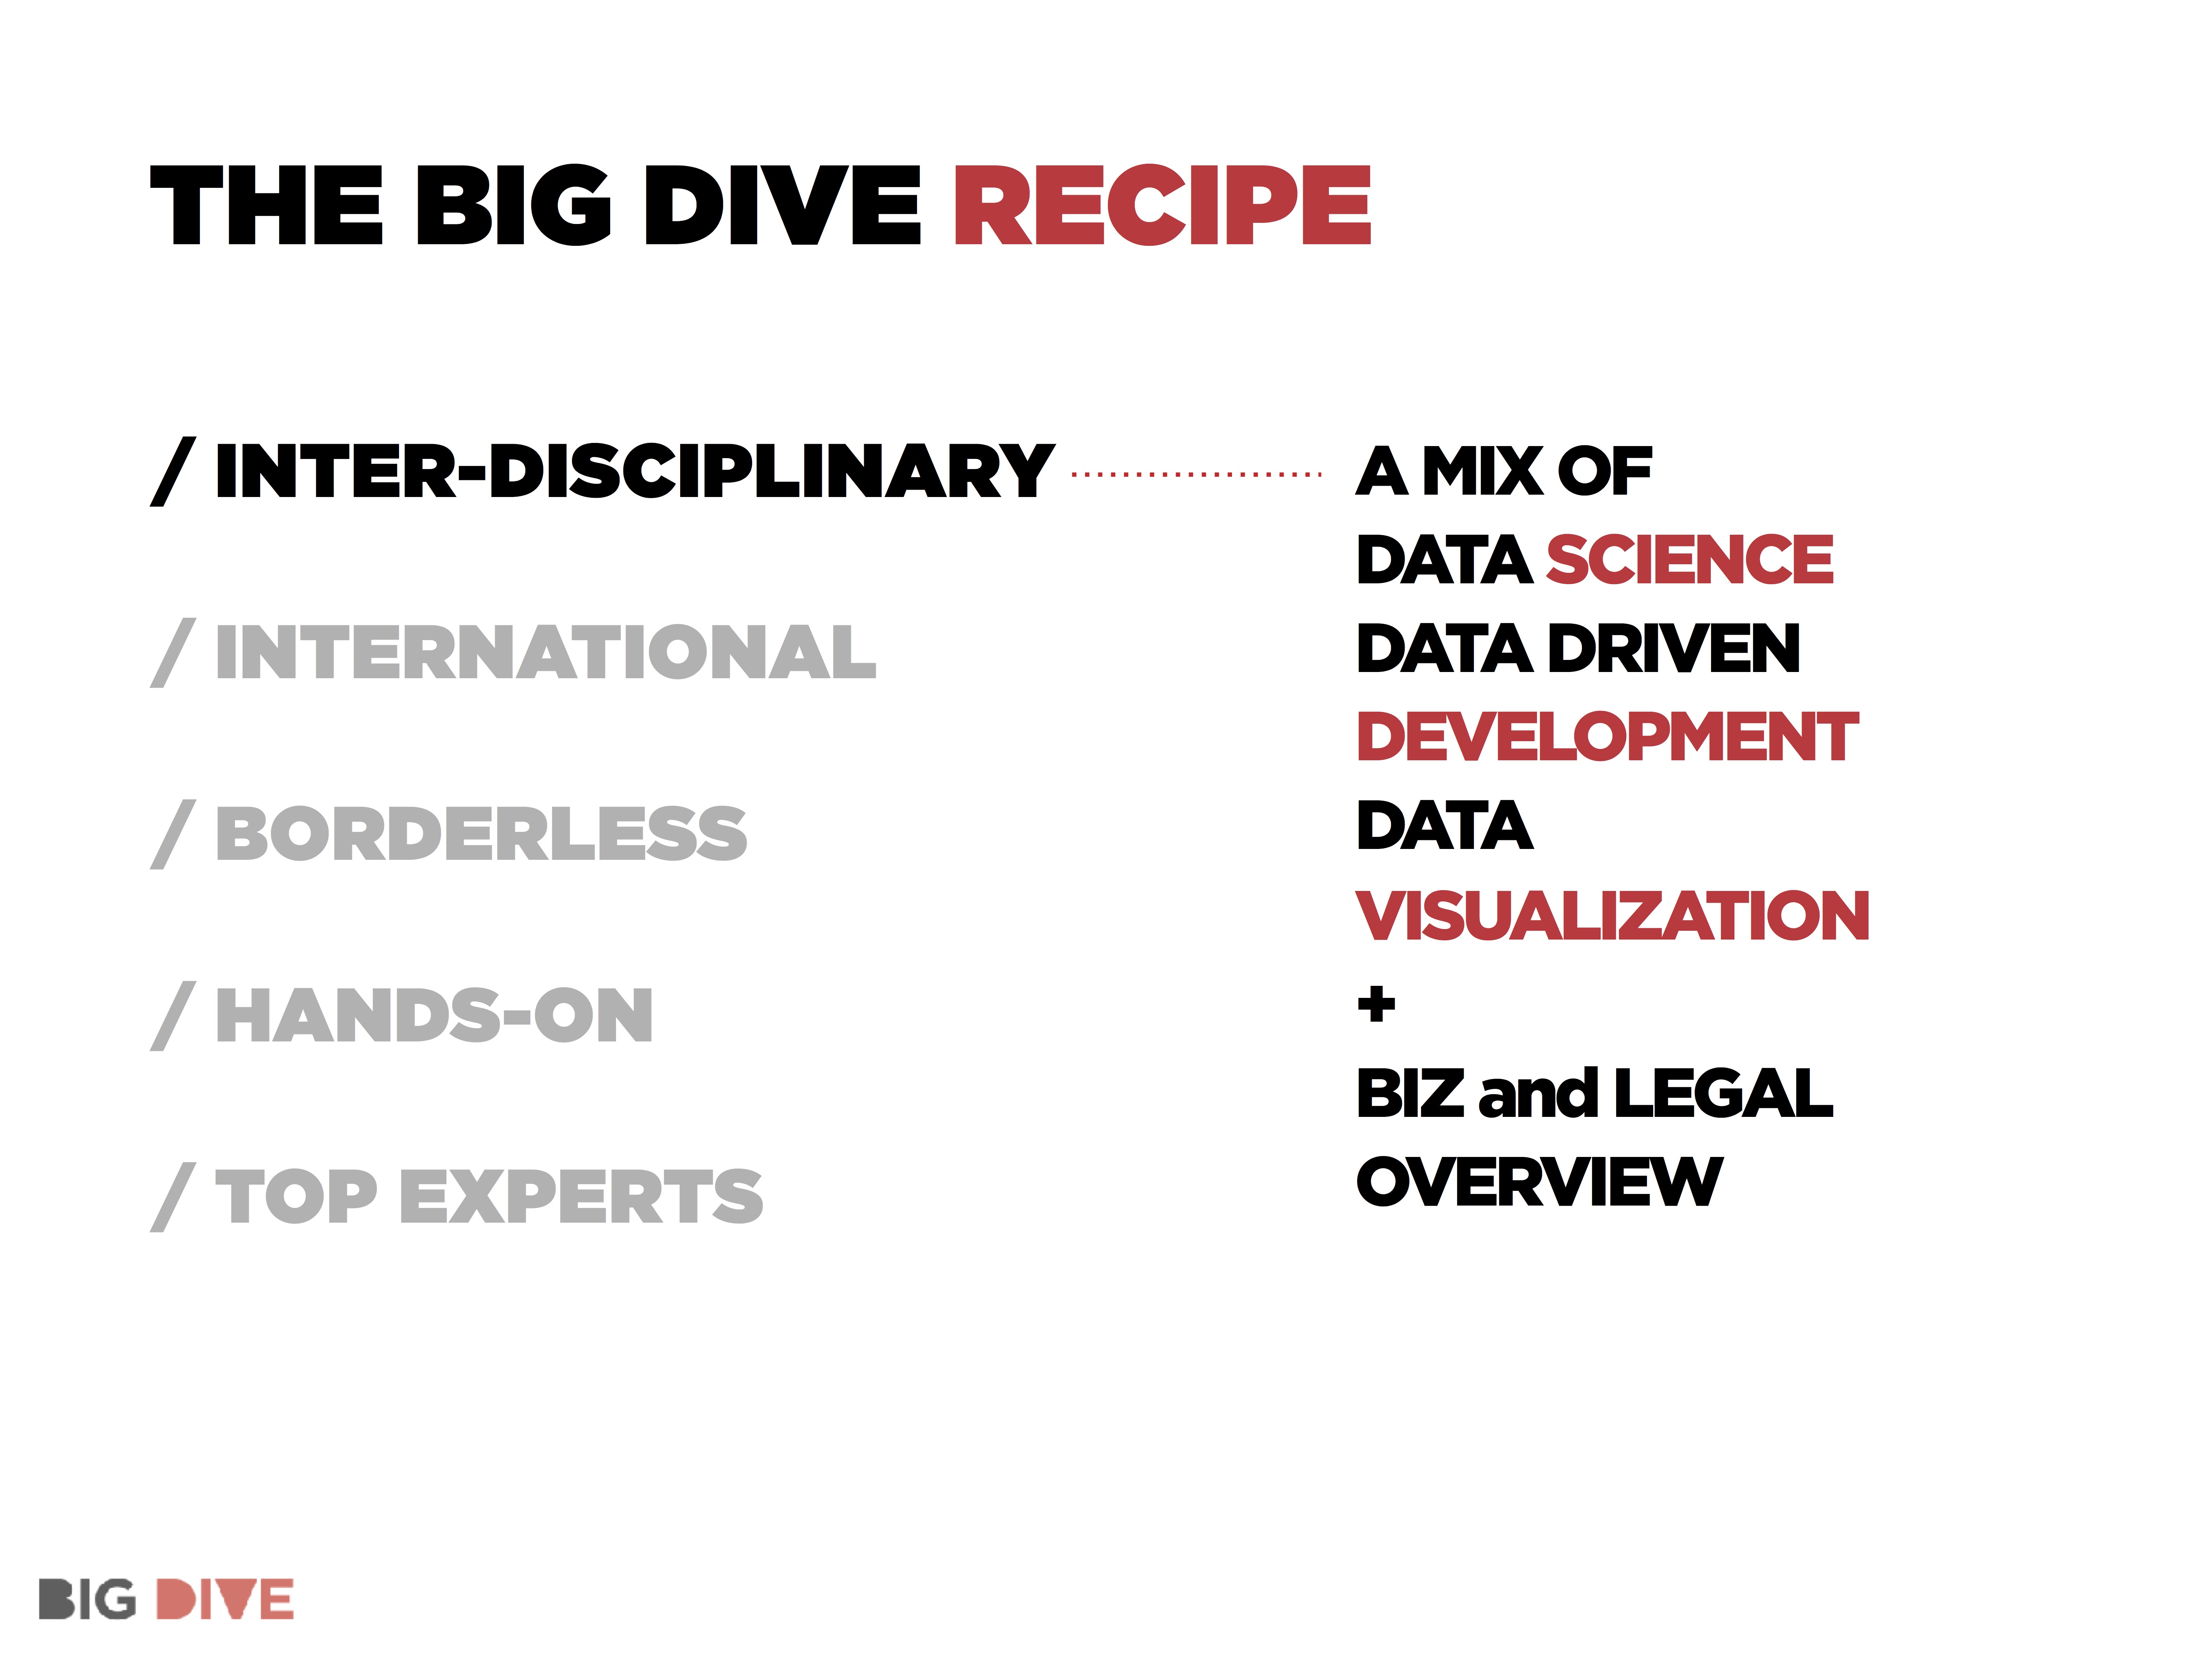 THE BIG DIVE RECIPE
/ INTER-DISCIPLINARY
/ INTERNATIONAL
/ BORDERLESS
/ HANDS-ON
/ TOP EXPERTS
A MIX OF
DATA SCIENCE
DATA DRIVEN
DEVELOPMENT
DATA
VISUALIZATION
+
BIZ and LEGAL
OVERVIEW
BIG DIVE